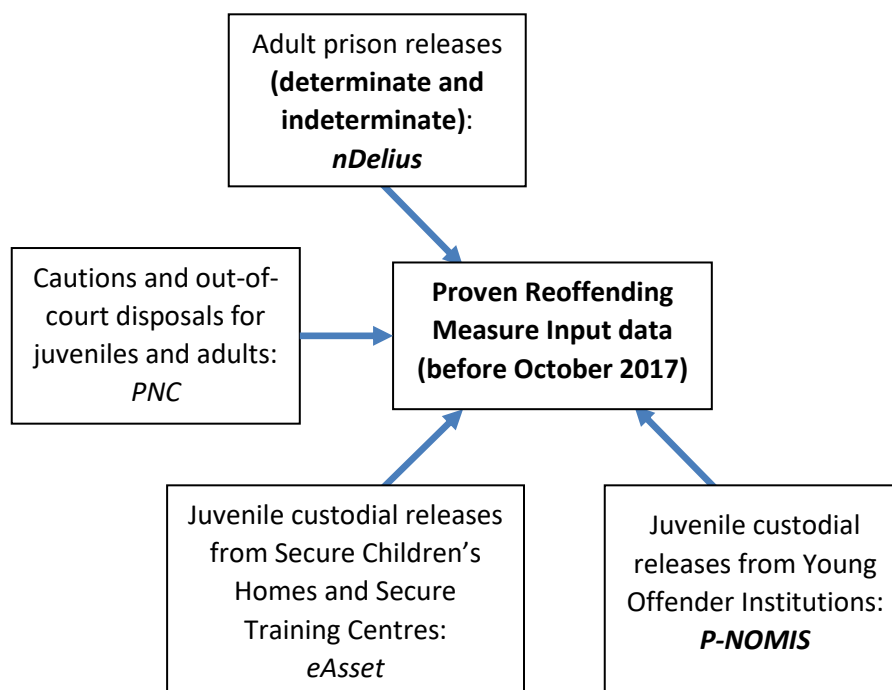 Adult prison releases
(determinate and
indeterminate):
nDelius
Cautions and out-of-
court disposals for
juveniles and adults:
PNC
Proven Reoffending
Measure Input data
(before October 2017)
Juvenile custodial releases
from Secure Children’s
Homes and Secure
Training Centres:
eAsset
Juvenile custodial
releases from Young
Offender Institutions:
P-NOMIS